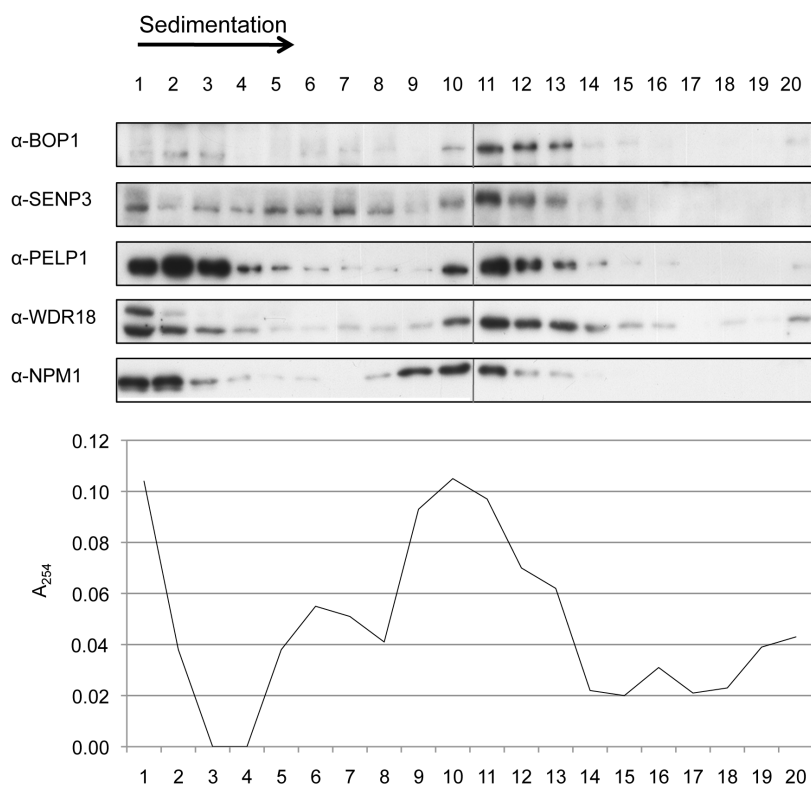 Sedimentation
1 2 3 4 5 6 7 8 9 10 11 12 13 14 15 16 17 18 19 20
α-BOP1
α-SENP3
α-PELP1
α-WDR18
α-NPM1
0.12
0.10
0.08
0.06
0.04
0.02
0.00
A254
1 2 3 4 5 6 7 8 9 10 11 12 13 14 15 16 17 18 19 20